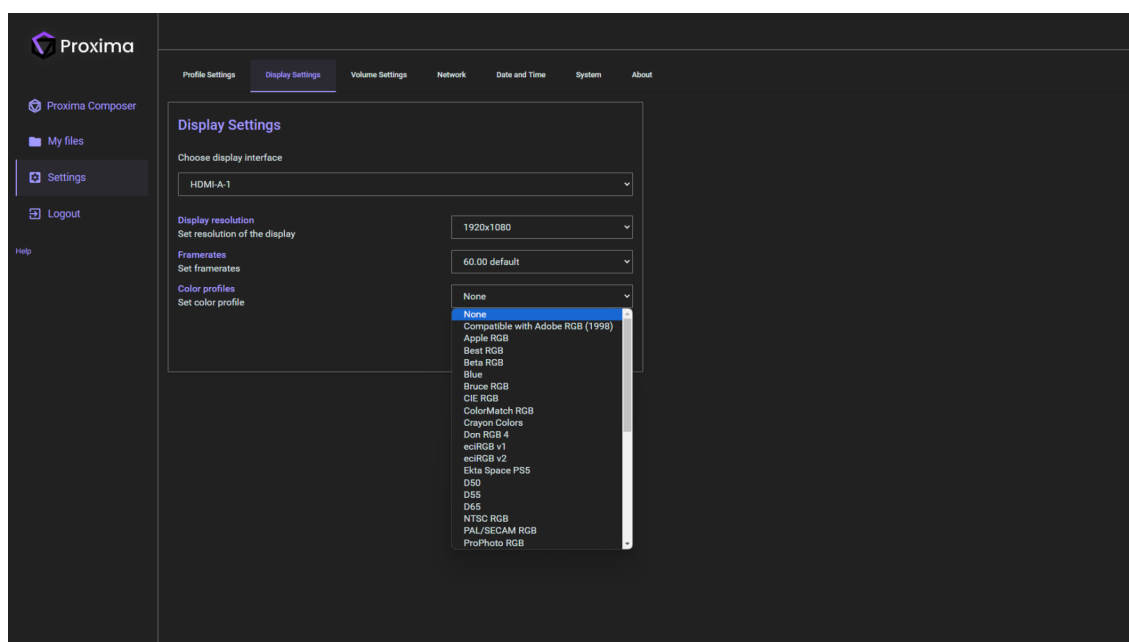 Proxima
Profile Settings
Display Settings
Volume Settings
Network
Date and Time
System
About
Proxima Composer
My files
Settings
Logout
Help
Display Settings
Choose display interface
HDMI-A-1
Display resolution
Set resolution of the display
1920x1080
Framerates
Set framerates
60.00 default
Color profiles
Set color profile
None
None
Compatible with Adobe RGB (1998)
Apple RGB
Best RGB
Beta RGB
Blue
Bruce RGB
CIE RGB
ColorMatch RGB
Crayon Colors
Don RGB 4
eciRGB v1
eciRGB v2
Ekta Space PS5
D50
D55
D65
NTSC RGB
PAL/SECAM RGB
ProPhoto RGB